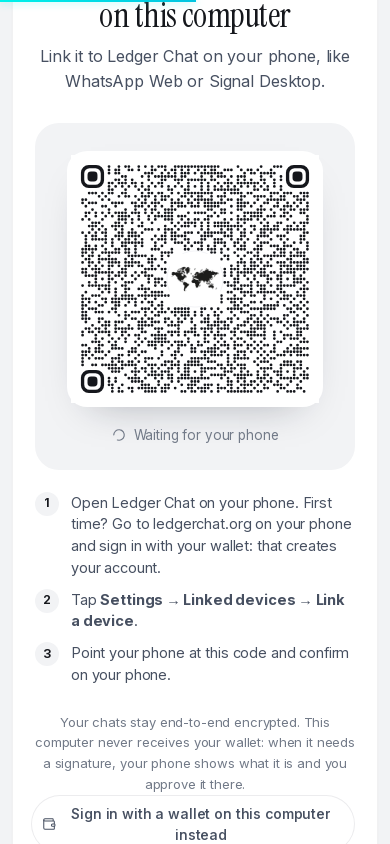 on this computer
Link it to Ledger Chat on your phone, like
WhatsApp Web or Signal Desktop.
Waiting for your phone
1 Open Ledger Chat on your phone. First
time? Go to ledgerchat.org on your phone
and sign in with your wallet: that creates
your account.
2 Tap Settings → Linked devices → Link
a device.
3 Point your phone at this code and confirm
on your phone.
Your chats stay end-to-end encrypted. This
computer never receives your wallet: when it needs
a signature, your phone shows what it is and you
approve it there.
Sign in with a wallet on this computer
instead